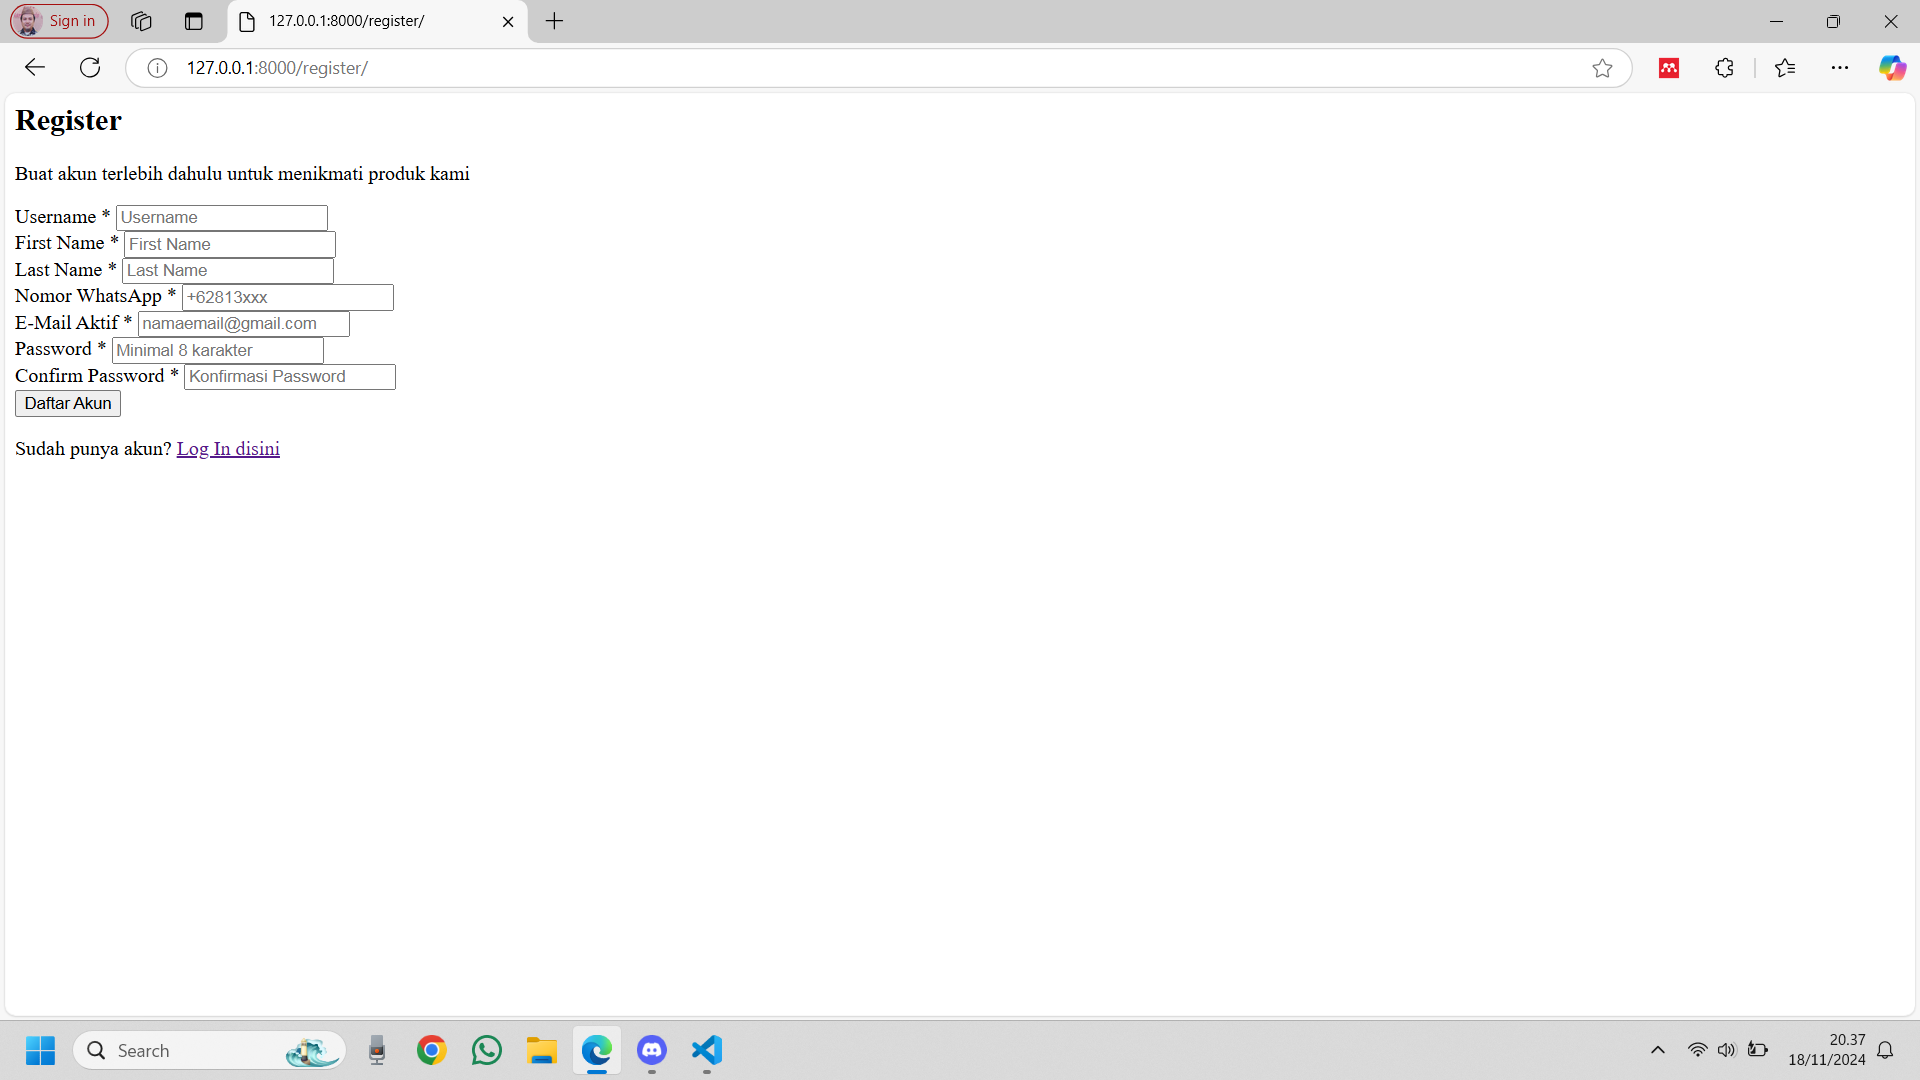 Sign in
127.0.0.1:8000/register/
127.0.0.1:8000/register/
Register
Buat akun terlebih dahulu untuk menikmati produk kami
Username * Username
First Name * First Name
Last Name * Last Name
Nomor WhatsApp * +62813xxx
E-Mail Aktif * namaemail@gmail.com
Password * Minimal 8 karakter
Confirm Password * Konfirmasi Password
Daftar Akun
Sudah punya akun? Log In disini
Search
20.37
18/11/2024